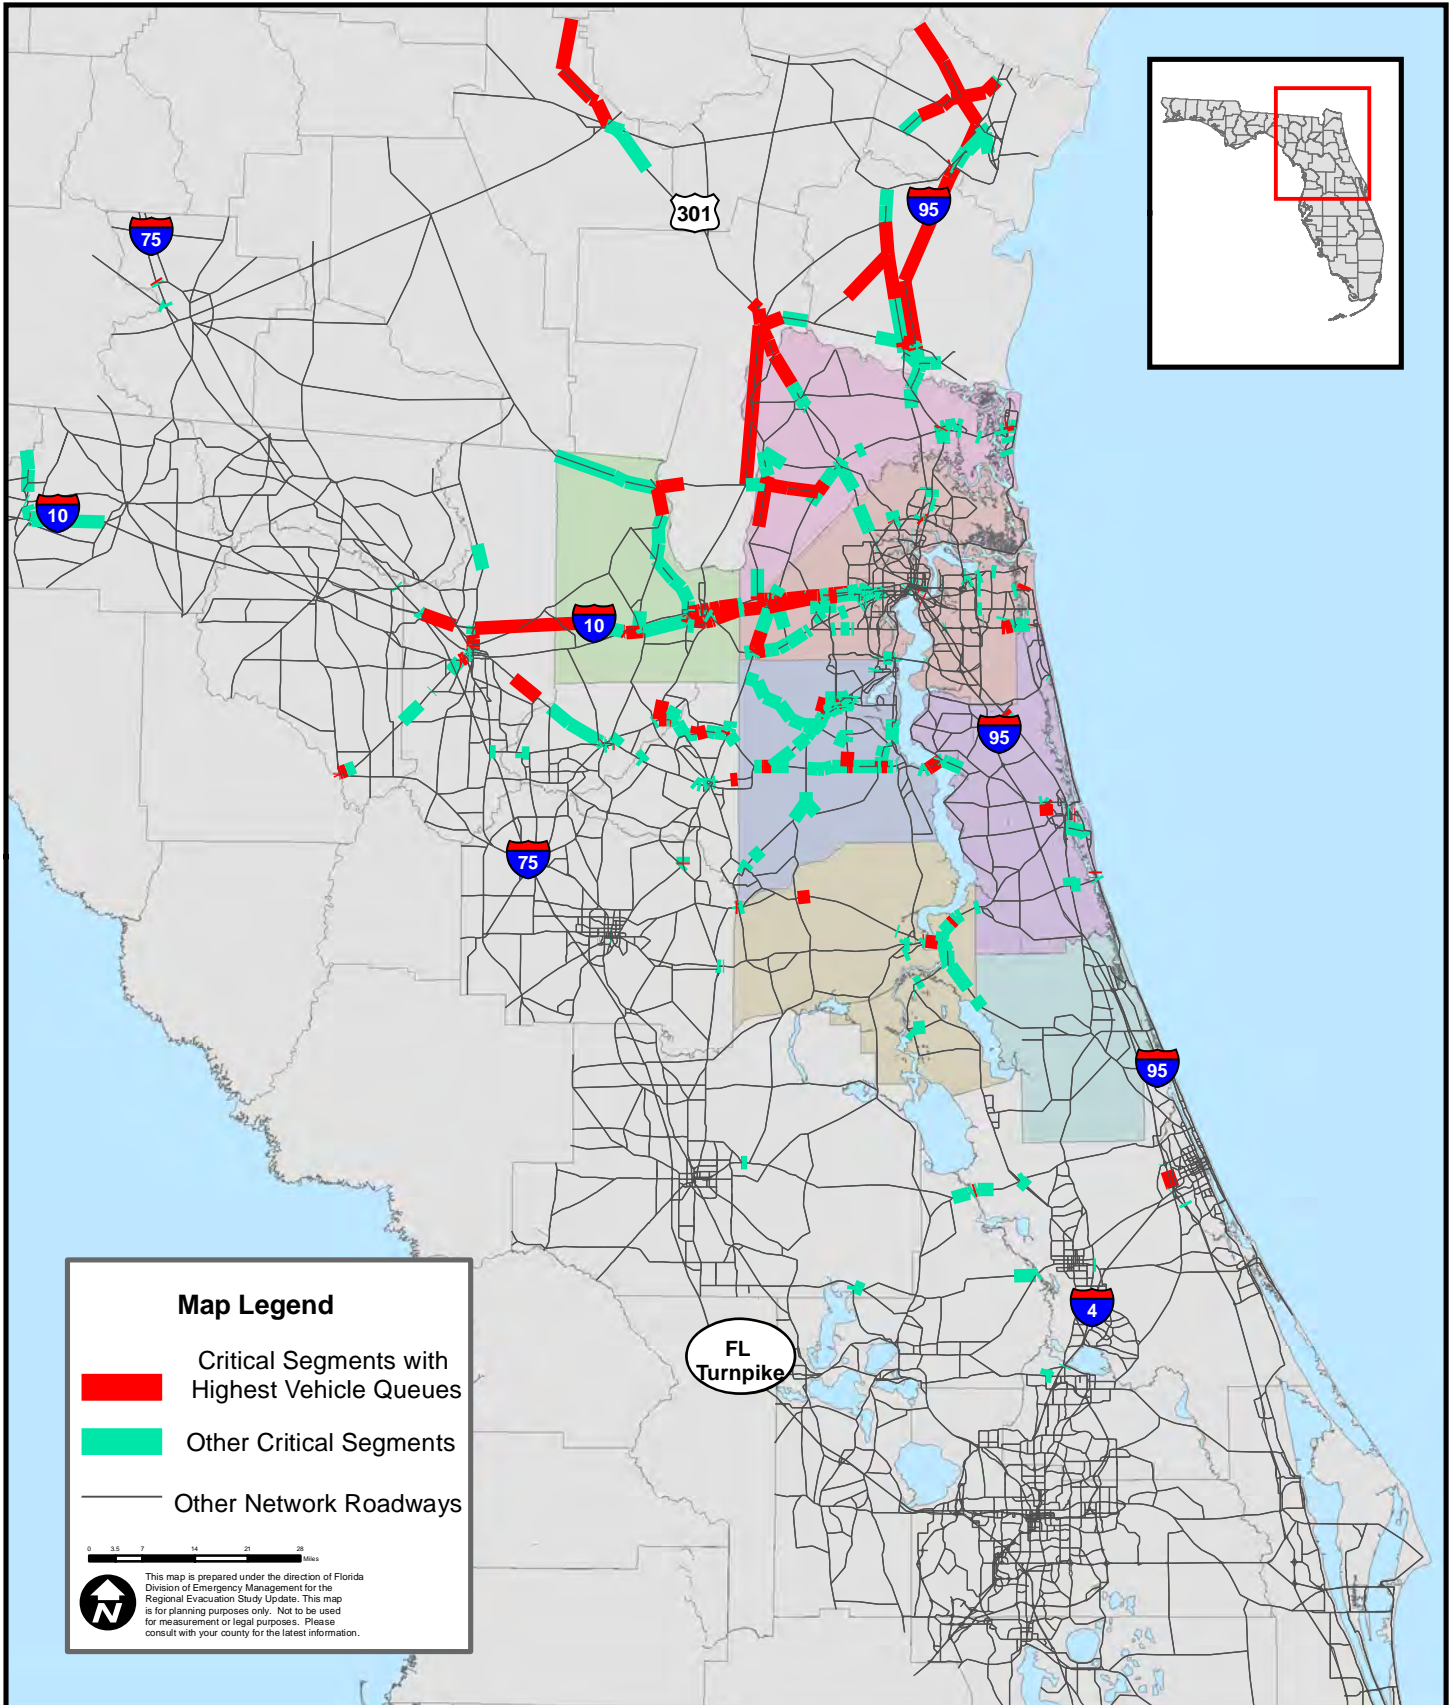 301
95
75
10
10
95
75
95
4
FL
Turnpike
Map Legend
Critical Segments with
Highest Vehicle Queues
Other Critical Segments
Other Network Roadways
0 3.5 7 14 21 28
Miles
This map is prepared under the direction of Florida
Division of Emergency Management for the
Regional Evacuation Study Update. This map
is for planning purposes only. Not to be used
for measurement or legal purposes. Please
consult with your county for the latest information.
N